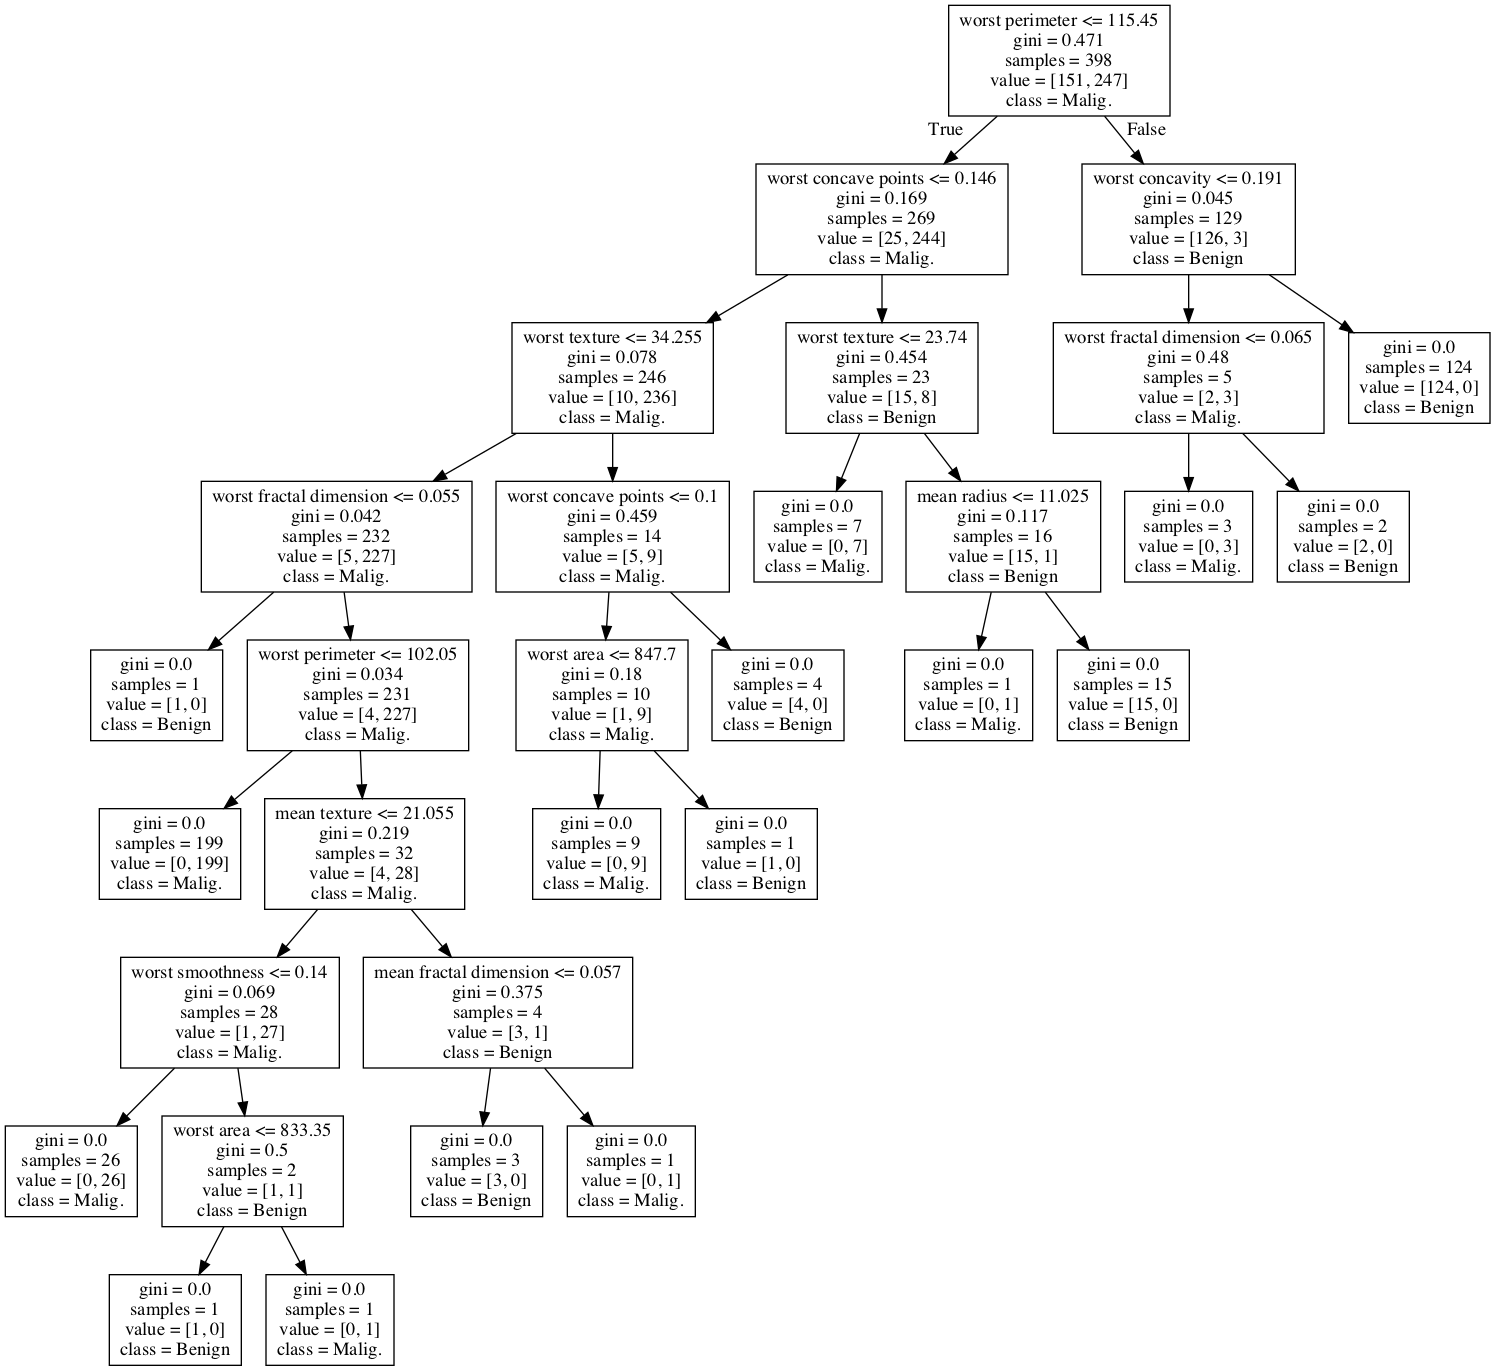 worst perimeter <= 115.45
gini = 0.471
samples = 398
value = [151, 247]
class = Malig.
True
False
worst concave points <= 0.146
gini = 0.169
samples = 269
value = [25, 244]
class = Malig.
worst concavity <= 0.191
gini = 0.045
samples = 129
value = [126, 3]
class = Benign
worst texture <= 34.255
gini = 0.078
samples = 246
value = [10, 236]
class = Malig.
worst texture <= 23.74
gini = 0.454
samples = 23
value = [15, 8]
class = Benign
worst fractal dimension <= 0.065
gini = 0.48
samples = 5
value = [2, 3]
class = Malig.
gini = 0.0
samples = 124
value = [124, 0]
class = Benign
worst fractal dimension <= 0.055
gini = 0.042
samples = 232
value = [5, 227]
class = Malig.
worst concave points <= 0.1
gini = 0.459
samples = 14
value = [5, 9]
class = Malig.
gini = 0.0
samples = 7
value = [0, 7]
class = Malig.
mean radius <= 11.025
gini = 0.117
samples = 16
value = [15, 1]
class = Benign
gini = 0.0
samples = 3
value = [0, 3]
class = Malig.
gini = 0.0
samples = 2
value = [2, 0]
class = Benign
gini = 0.0
samples = 1
value = [1, 0]
class = Benign
worst perimeter <= 102.05
gini = 0.034
samples = 231
value = [4, 227]
class = Malig.
worst area <= 847.7
gini = 0.18
samples = 10
value = [1, 9]
class = Malig.
gini = 0.0
samples = 4
value = [4, 0]
class = Benign
gini = 0.0
samples = 1
value = [0, 1]
class = Malig.
gini = 0.0
samples = 15
value = [15, 0]
class = Benign
gini = 0.0
samples = 199
value = [0, 199]
class = Malig.
mean texture <= 21.055
gini = 0.219
samples = 32
value = [4, 28]
class = Malig.
gini = 0.0
samples = 9
value = [0, 9]
class = Malig.
gini = 0.0
samples = 1
value = [1, 0]
class = Benign
worst smoothness <= 0.14
gini = 0.069
samples = 28
value = [1, 27]
class = Malig.
mean fractal dimension <= 0.057
gini = 0.375
samples = 4
value = [3, 1]
class = Benign
gini = 0.0
samples = 26
value = [0, 26]
class = Malig.
worst area <= 833.35
gini = 0.5
samples = 2
value = [1, 1]
class = Benign
gini = 0.0
samples = 3
value = [3, 0]
class = Benign
gini = 0.0
samples = 1
value = [0, 1]
class = Malig.
gini = 0.0
samples = 1
value = [1, 0]
class = Benign
gini = 0.0
samples = 1
value = [0, 1]
class = Malig.